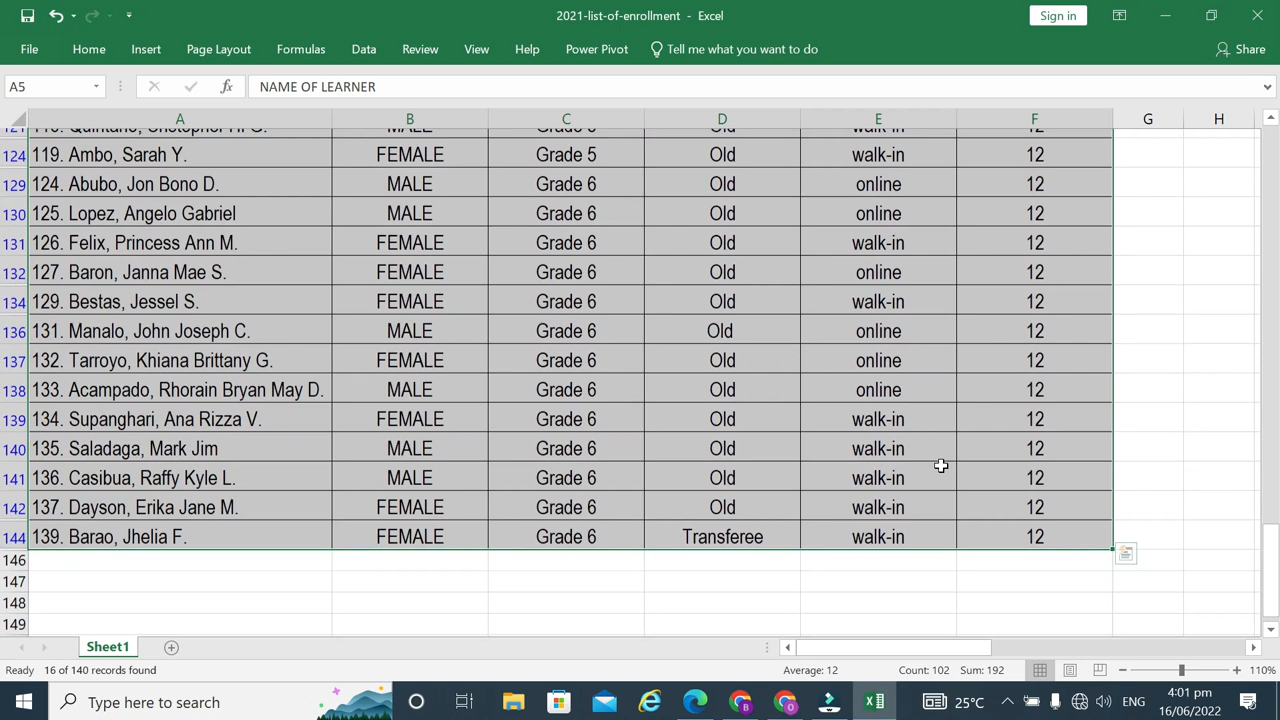 2021-list-of-enrollment - Excel
Sign in
File Home Insert Page Layout Formulas Data Review View Help Power Pivot Tell me what you want to do Share
A5 fx NAME OF LEARNER
A B C D E F G H
124 119. Ambo, Sarah Y. FEMALE Grade 5 Old walk-in 12
129 124. Abubo, Jon Bono D. MALE Grade 6 Old online 12
130 125. Lopez, Angelo Gabriel MALE Grade 6 Old online 12
131 126. Felix, Princess Ann M. FEMALE Grade 6 Old walk-in 12
132 127. Baron, Janna Mae S. FEMALE Grade 6 Old online 12
134 129. Bestas, Jessel S. FEMALE Grade 6 Old walk-in 12
136 131. Manalo, John Joseph C. MALE Grade 6 Old online 12
137 132. Tarroyo, Khiana Brittany G. FEMALE Grade 6 Old online 12
138 133. Acampado, Rhorain Bryan May D. MALE Grade 6 Old online 12
139 134. Supanghari, Ana Rizza V. FEMALE Grade 6 Old walk-in 12
140 135. Saladaga, Mark Jim MALE Grade 6 Old walk-in 12
141 136. Casibua, Raffy Kyle L. MALE Grade 6 Old walk-in 12
142 137. Dayson, Erika Jane M. FEMALE Grade 6 Old walk-in 12
144 139. Barao, Jhelia F. FEMALE Grade 6 Transferee walk-in 12
146
147
148
149
Sheet1
Ready 16 of 140 records found Average: 12 Count: 102 Sum: 192 110%
Type here to search 25°C ENG 4:01 pm
16/06/2022